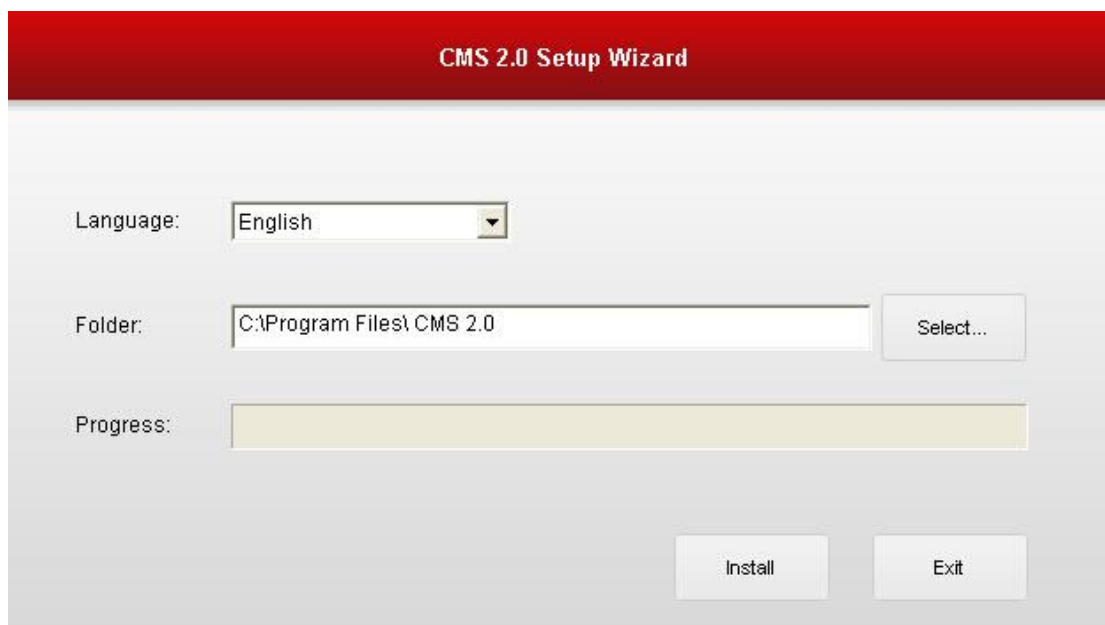 CMS 2.0 Setup Wizard
Language: English
Folder: C:\Program Files\ CMS 2.0 Select...
Progress:
Install Exit